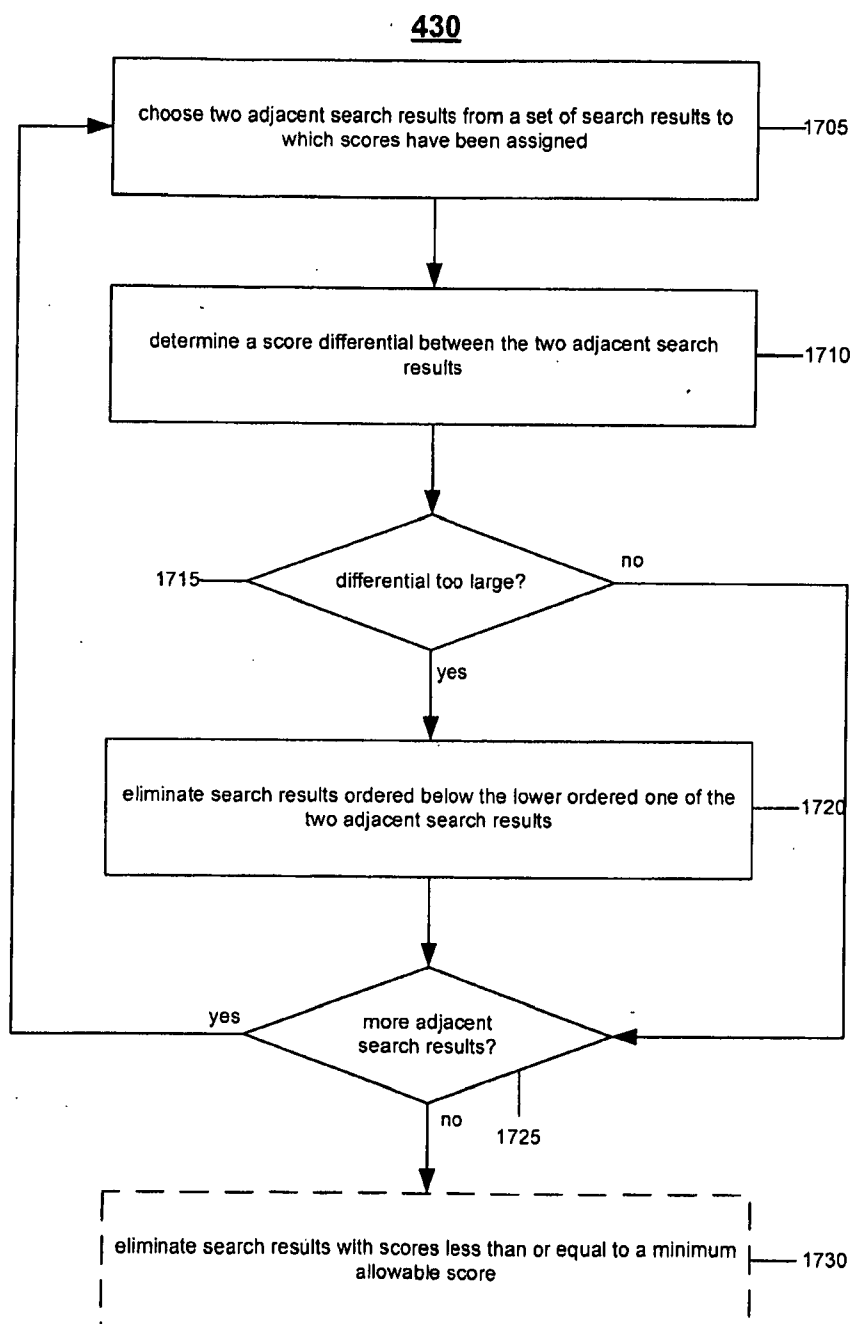 430
choose two adjacent search results from a set of search results to
which scores have been assigned
1705
determine a score differential between the two adjacent search
results
1710
1715
differential too large?
no
yes
eliminate search results ordered below the lower ordered one of the
two adjacent search results
1720
yes
more adjacent
search results?
no
1725
eliminate search results with scores less than or equal to a minimum
allowable score
1730